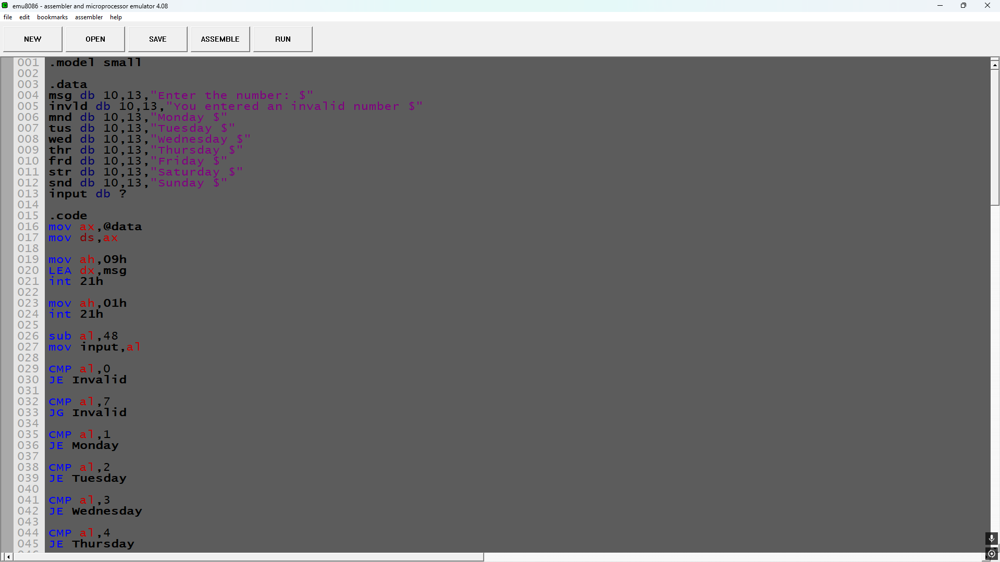 emu8086 - assembler and microprocessor emulator 4.08
file edit bookmarks assembler help
NEW OPEN SAVE ASSEMBLE RUN
001 .model small
002
003 .data
004 msg db 10,13,"Enter the number: $"
005 invld db 10,13,"You entered an invalid number $"
006 mnd db 10,13,"Monday $"
007 tus db 10,13,"Tuesday $"
008 wed db 10,13,"Wednesday $"
009 thr db 10,13,"Thursday $"
010 frd db 10,13,"Friday $"
011 str db 10,13,"Saturday $"
012 snd db 10,13,"Sunday $"
013 input db ?
014
015 .code
016 mov ax,@data
017 mov ds,ax
018
019 mov ah,09h
020 LEA dx,msg
021 int 21h
022
023 mov ah,01h
024 int 21h
025
026 sub al,48
027 mov input,al
028
029 CMP al,0
030 JE Invalid
031
032 CMP al,7
033 JG Invalid
034
035 CMP al,1
036 JE Monday
037
038 CMP al,2
039 JE Tuesday
040
041 CMP al,3
042 JE Wednesday
043
044 CMP al,4
045 JE Thursday